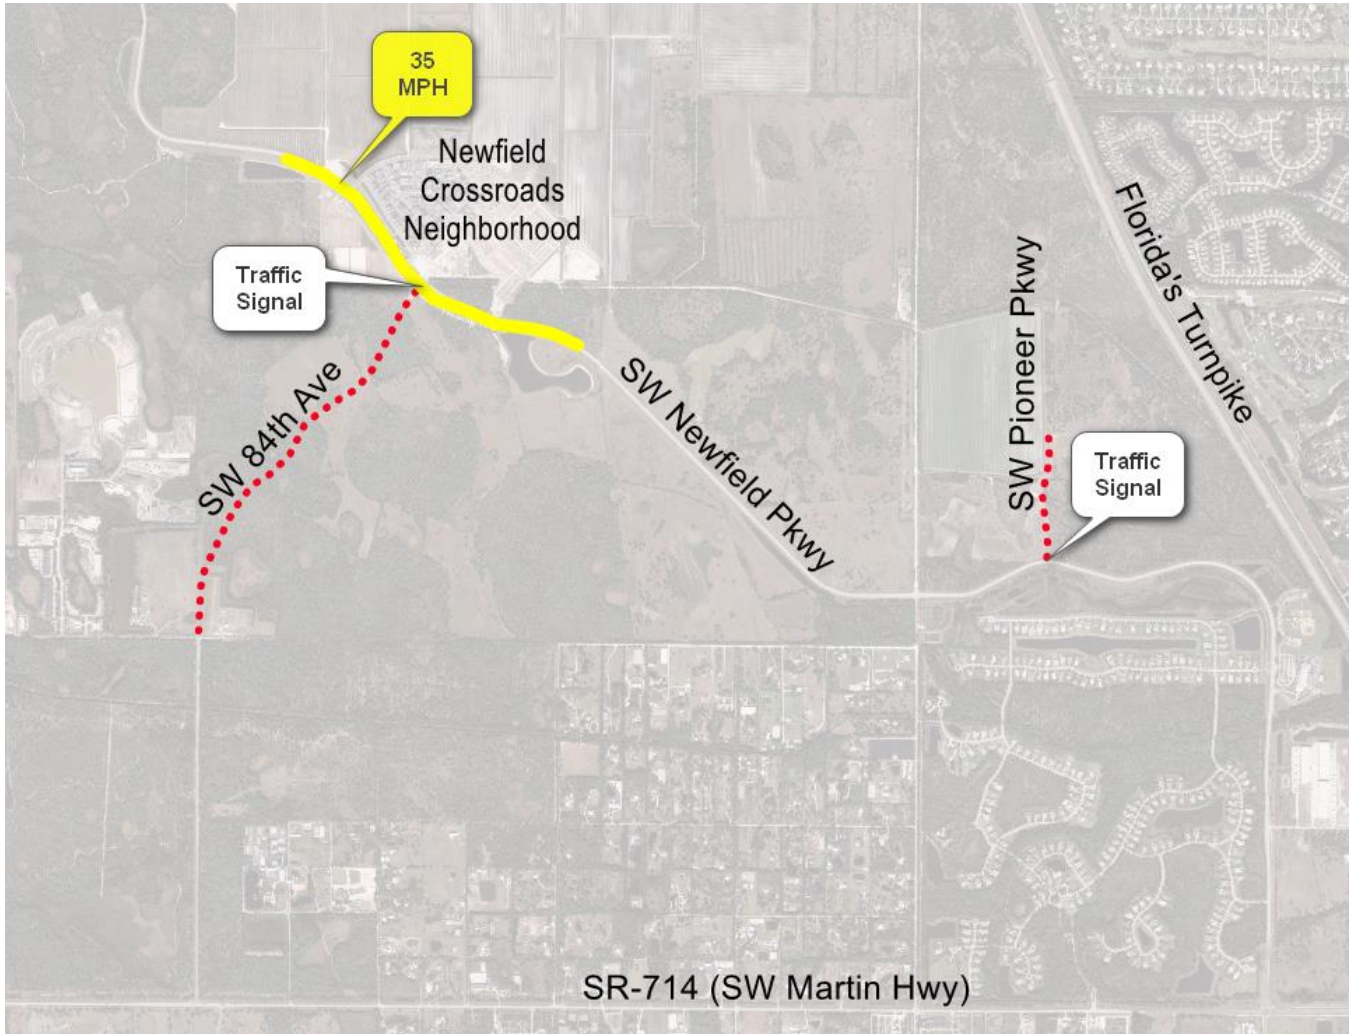 35
MPH
Newfield
Crossroads
Neighborhood
Traffic
Signal
SW 84th Ave
SW Newfield Pkwy
SW Pioneer Pkwy
Florida's Turnpike
Traffic
Signal
SR-714 (SW Martin Hwy)